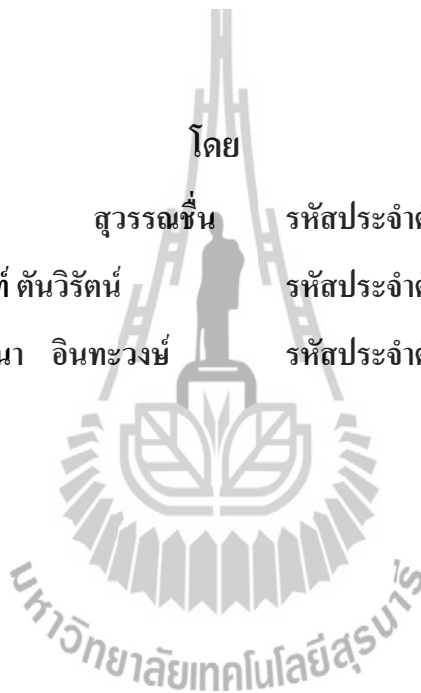 โดย
สุวรรณชื่น รหัสประจำ
ตันวิรัตน์ รหัสประจำ
อินทะวงษ์ รหัสประจำ
มหาวิทยาลัยเทคโนโลยีสุรนารี